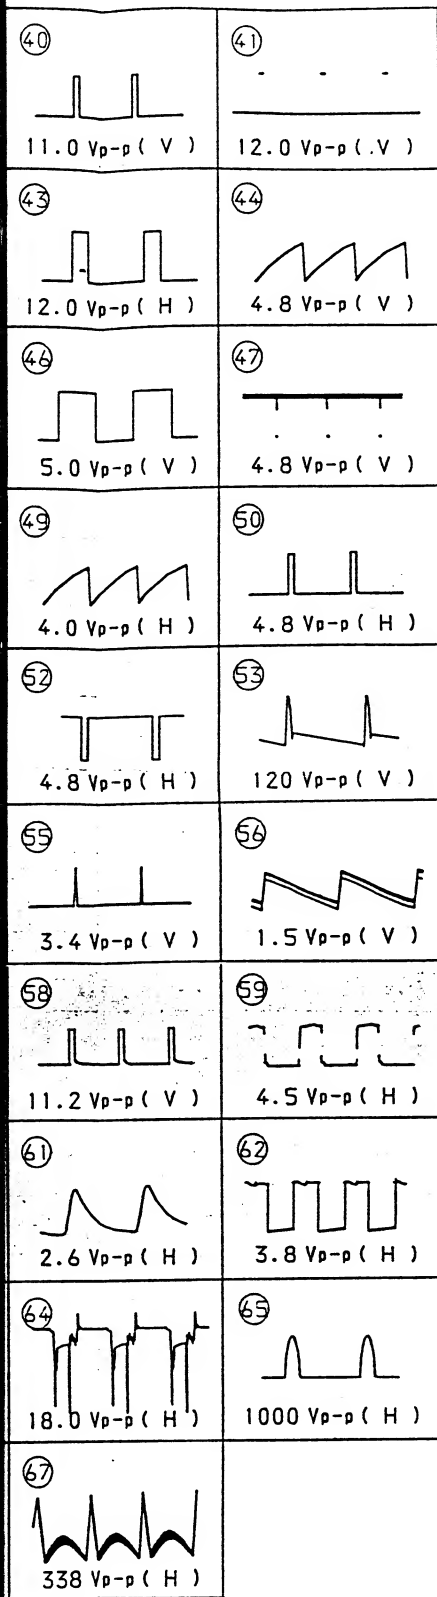 40 41
11.0 Vp-p ( V ) 12.0 Vp-p (.V )
43 44
12.0 Vp-p ( H ) 4.8 Vp-p ( V )
46 47
5.0 Vp-p ( V ) 4.8 Vp-p ( V )
49 50
4.0 Vp-p ( H ) 4.8 Vp-p ( H )
52 53
4.8 Vp-p ( H ) 120 Vp-p ( V )
55 56
3.4 Vp-p ( V ) 1.5 Vp-p ( V )
58 59
11.2 Vp-p ( V ) 4.5 Vp-p ( H )
61 62
2.6 Vp-p ( H ) 3.8 Vp-p ( H )
64 65
18.0 Vp-p ( H ) 1000 Vp-p ( H )
67
338 Vp-p ( H )